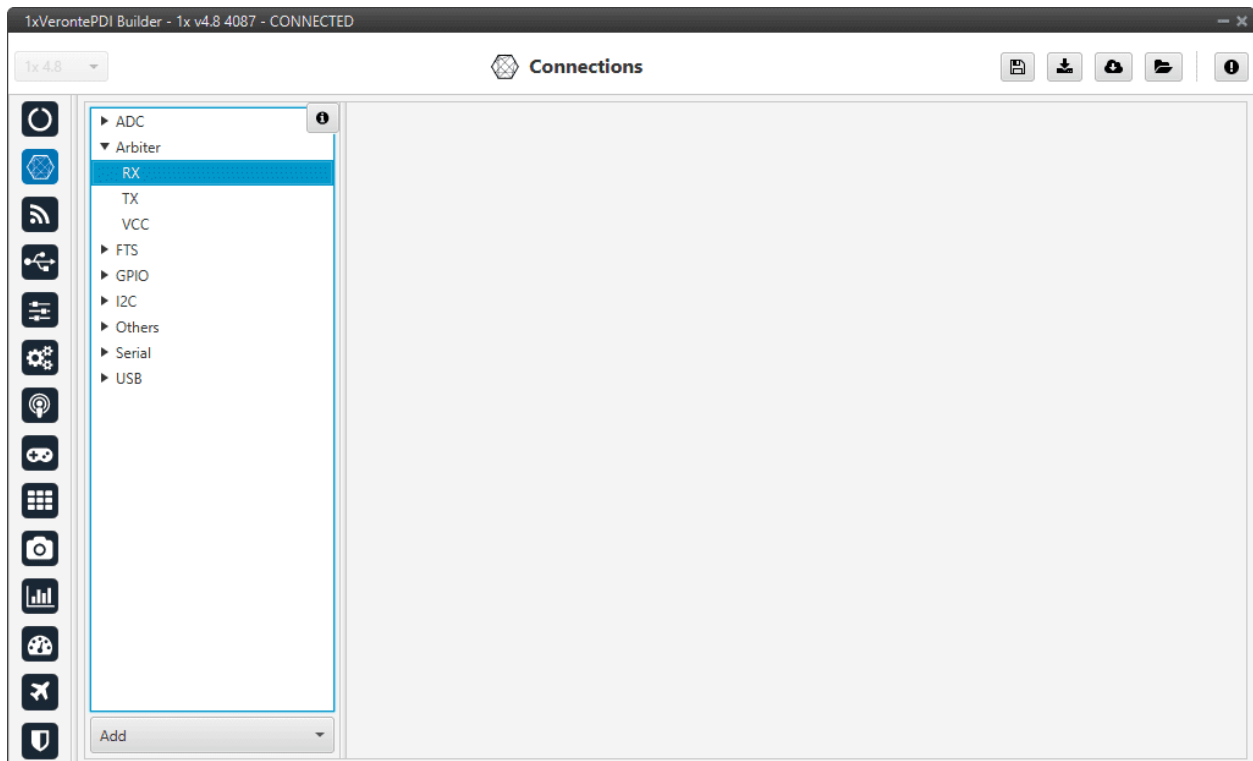 1xVerontePDI Builder - 1x v4.8 4087 - CONNECTED
1x 4.8
Connections
ADC
Arbiter
RX
TX
VCC
FTS
GPIO
I2C
Others
Serial
USB
Add